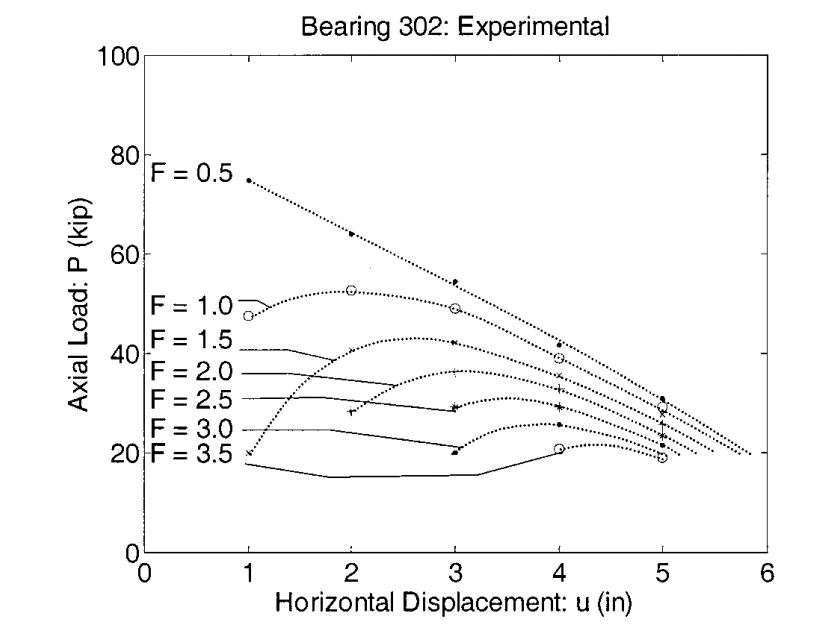 Bearing 302: Experimental
100
80
60
40
20
0
Axial Load: P (kip)
F = 0.5
F = 1.0
F = 1.5
F = 2.0
F = 2.5
F = 3.0
F = 3.5
0 1 2 3 4 5 6
Horizontal Displacement: u (in)